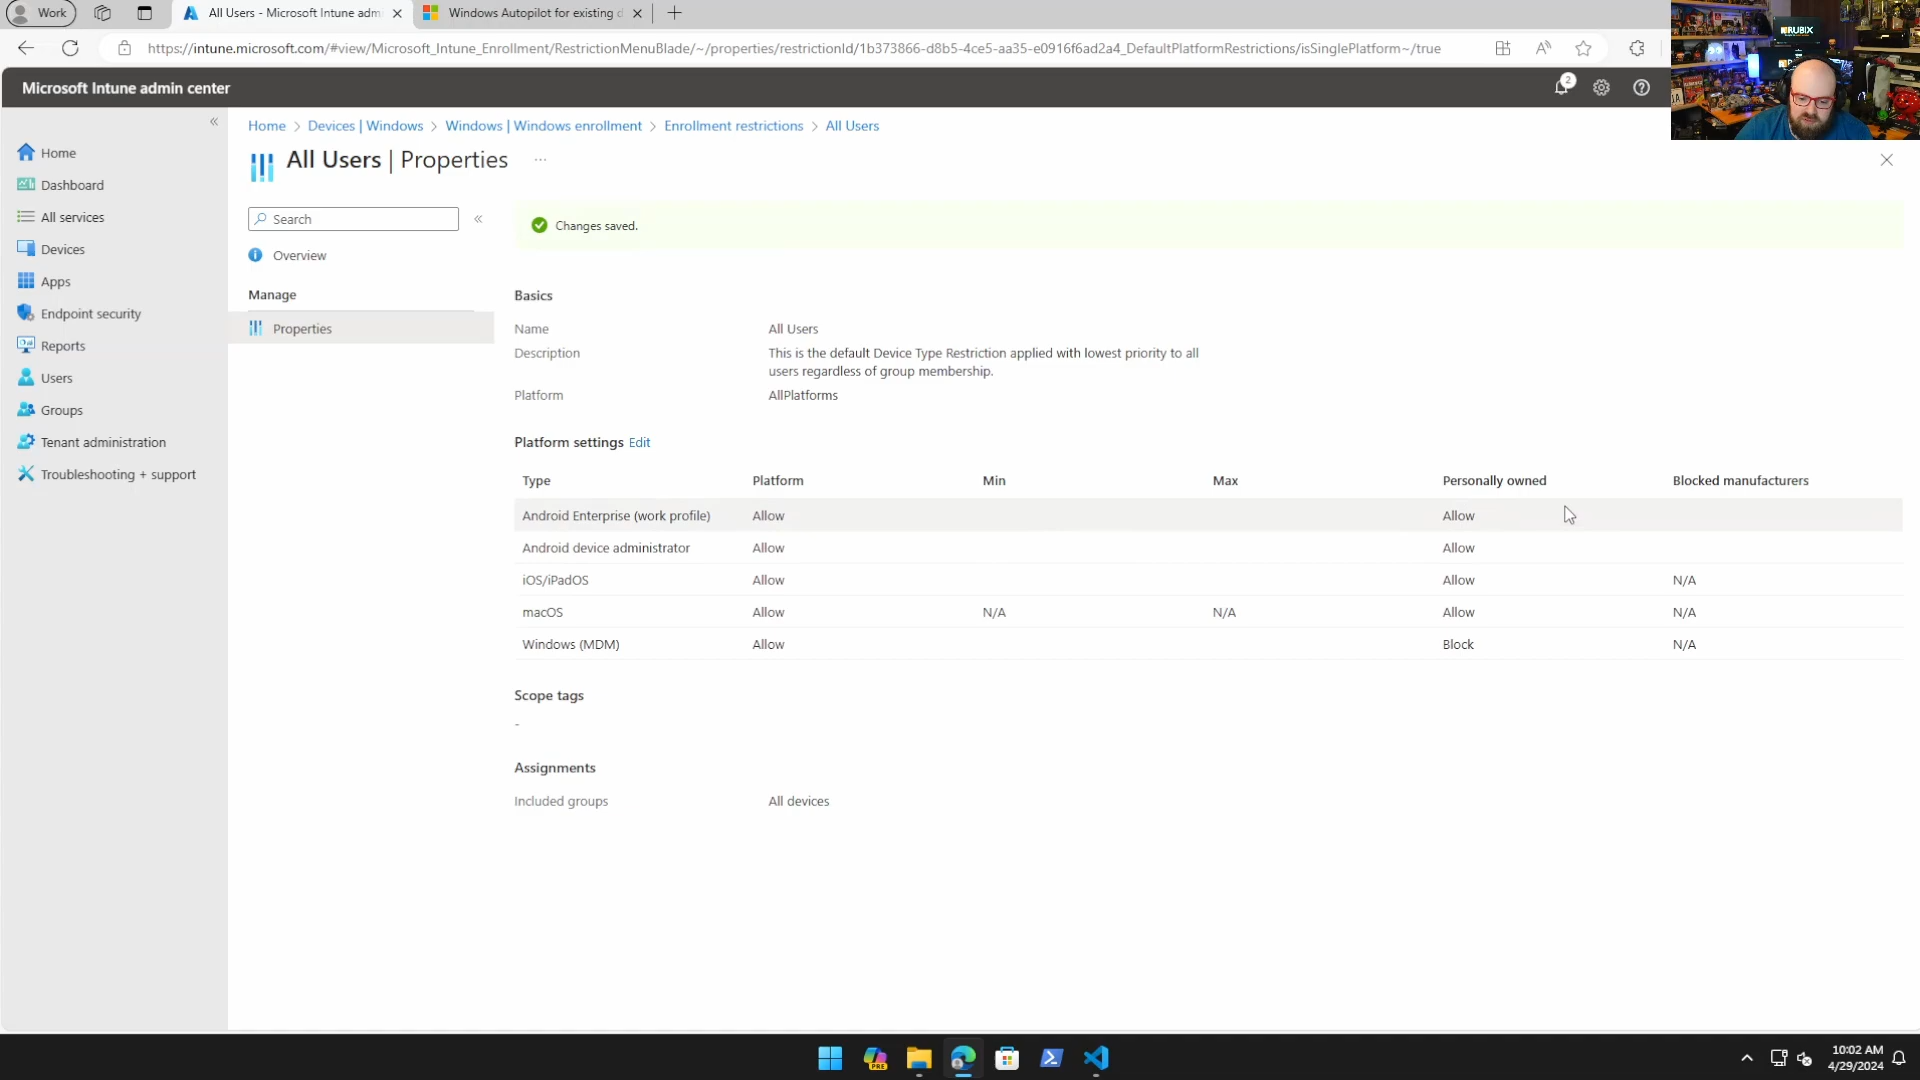 Work
All Users - Microsoft Intune adm
Windows Autopilot for existing d
https://intune.microsoft.com/#view/Microsoft_Intune_Enrollment/RestrictionMenuBlade/~/properties/restrictionId/1b373866-d8b5-4ce5-aa35-e0916f6ad2a4_DefaultPlatformRestrictions/isSinglePlatform~/true
RUBIX
Microsoft Intune admin center
2
Home > Devices | Windows > Windows | Windows enrollment > Enrollment restrictions > All Users
All Users | Properties ...
Home
Dashboard
All services
Devices
Apps
Endpoint security
Reports
Users
Groups
Tenant administration
Troubleshooting + support
Search
Overview
Manage
Properties
Changes saved.
Basics
Name All Users
Description This is the default Device Type Restriction applied with lowest priority to all
users regardless of group membership.
Platform AllPlatforms
Platform settings Edit
Type Platform Min Max Personally owned Blocked manufacturers
Android Enterprise (work profile) Allow Allow
Android device administrator Allow Allow
iOS/iPadOS Allow Allow N/A
macOS Allow N/A N/A Allow N/A
Windows (MDM) Allow Block N/A
Scope tags
-
Assignments
Included groups All devices
PRE
10:02 AM
4/29/2024